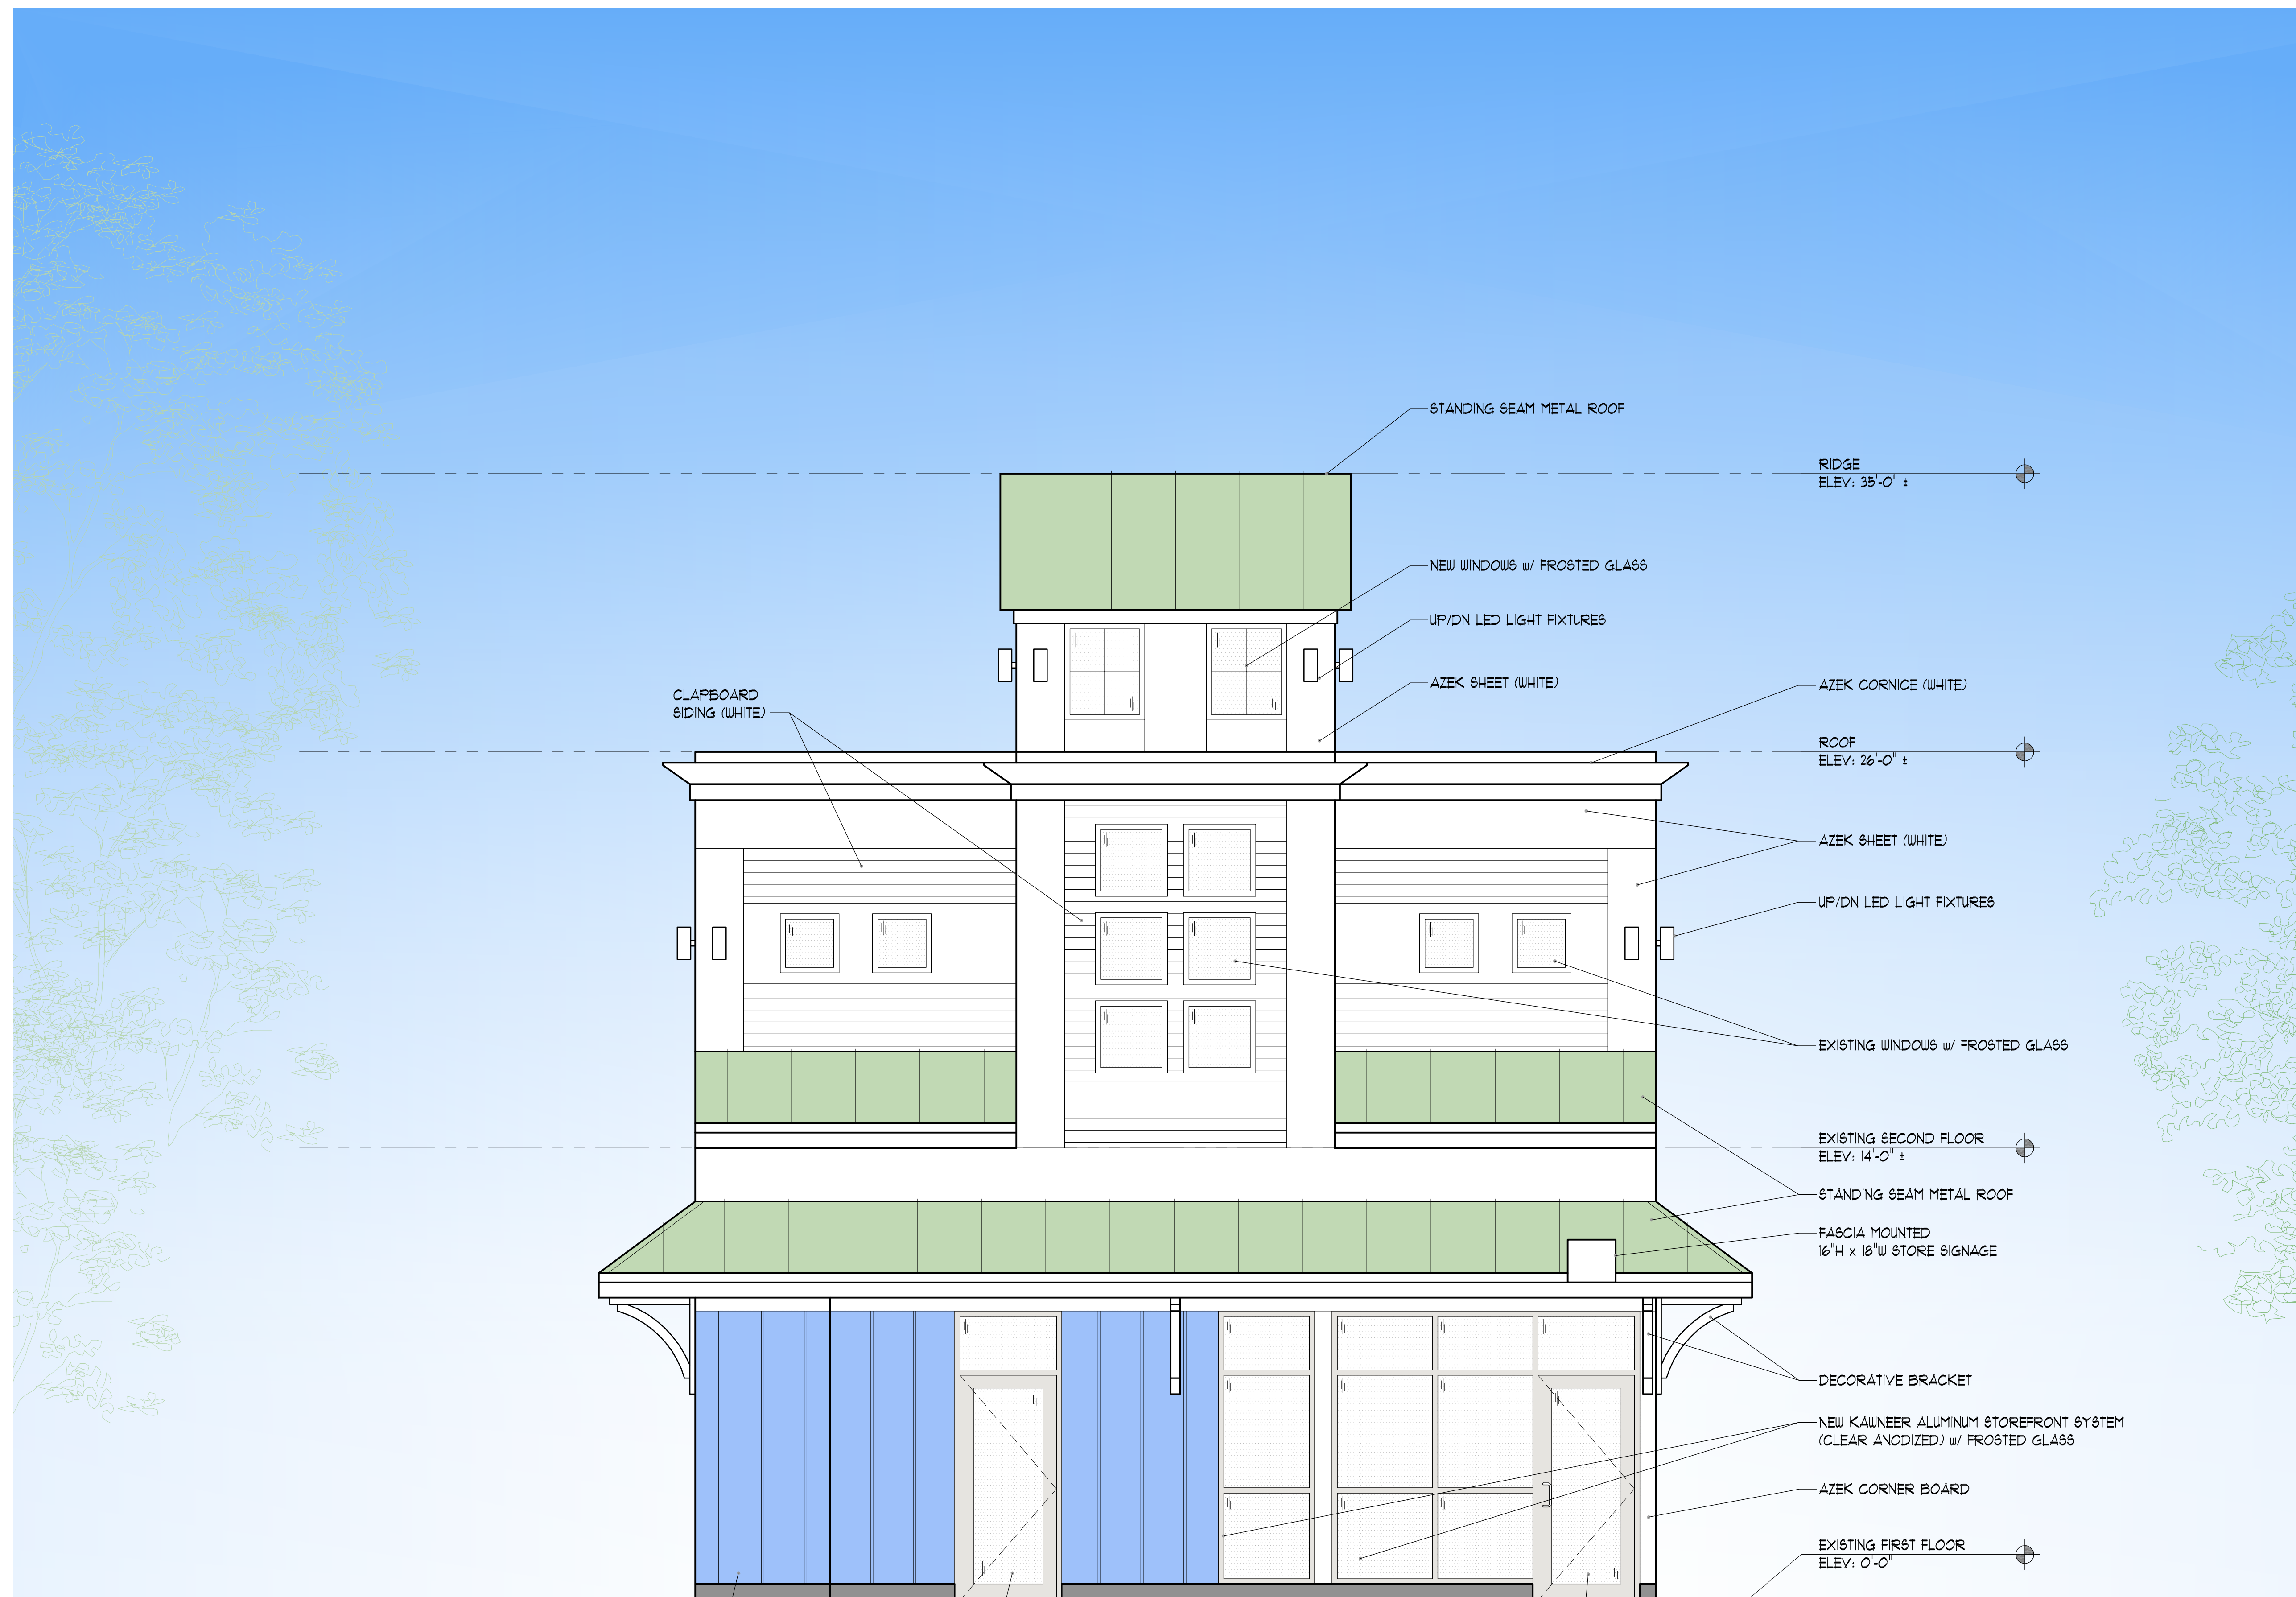 STANDING SEAM METAL ROOF
RIDGE
ELEV: 35'-0" ±
NEW WINDOWS w/ FROSTED GLASS
UP/DN LED LIGHT FIXTURES
AZEK SHEET (WHITE)
AZEK CORNICE (WHITE)
CLAPBOARD
SIDING (WHITE)
ROOF
ELEV: 26'-0" ±
AZEK SHEET (WHITE)
UP/DN LED LIGHT FIXTURES
EXISTING WINDOWS w/ FROSTED GLASS
EXISTING SECOND FLOOR
ELEV: 14'-0" ±
STANDING SEAM METAL ROOF
FASCIA MOUNTED
16"H x 18"W STORE SIGNAGE
DECORATIVE BRACKET
NEW KAWNEER ALUMINUM STOREFRONT SYSTEM
(CLEAR ANODIZED) w/ FROSTED GLASS
AZEK CORNER BOARD
EXISTING FIRST FLOOR
ELEV: 0'-0"